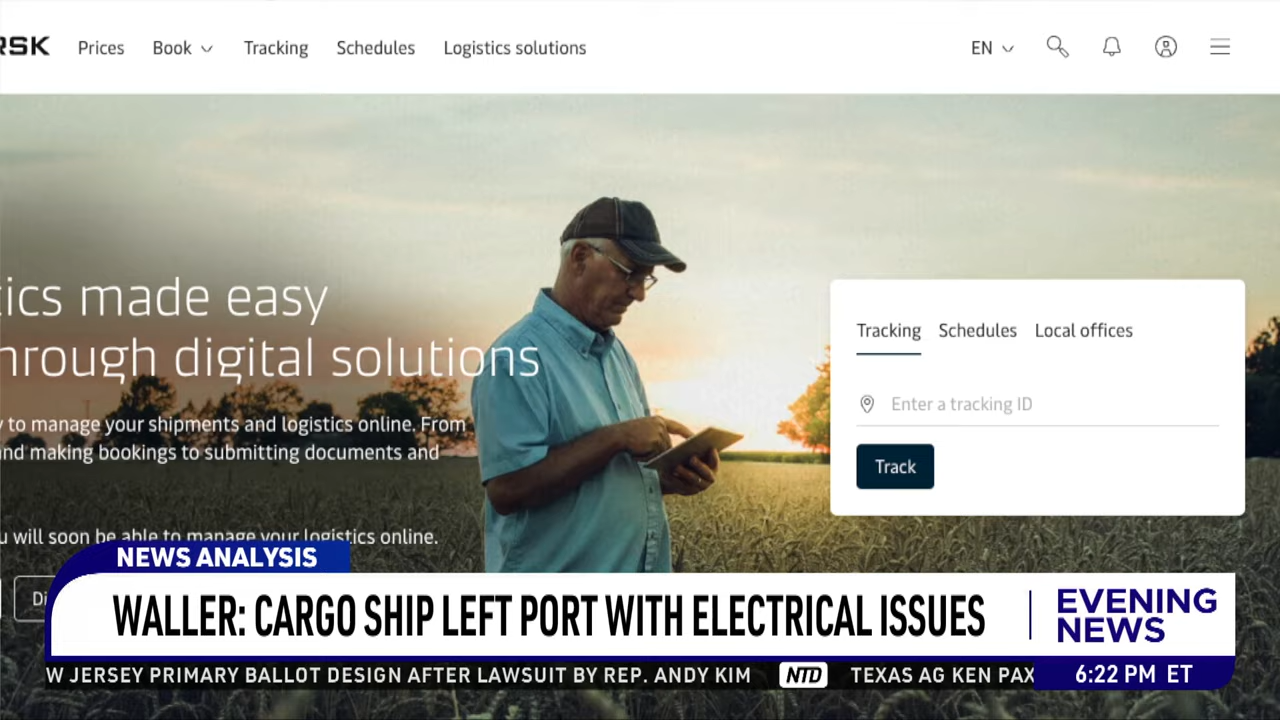 RSK Prices Book Tracking Schedules Logistics solutions EN
tics made easy
hrough digital solutions
y to manage your shipments and logistics online. From
and making bookings to submitting documents and
u will soon be able to manage your logistics online.
Di
Tracking Schedules Local offices
Enter a tracking ID
Track
NEWS ANALYSIS
WALLER: CARGO SHIP LEFT PORT WITH ELECTRICAL ISSUES
EVENING
NEWS
W JERSEY PRIMARY BALLOT DESIGN AFTER LAWSUIT BY REP. ANDY KIM NTD TEXAS AG KEN PAX
6:22 PM ET